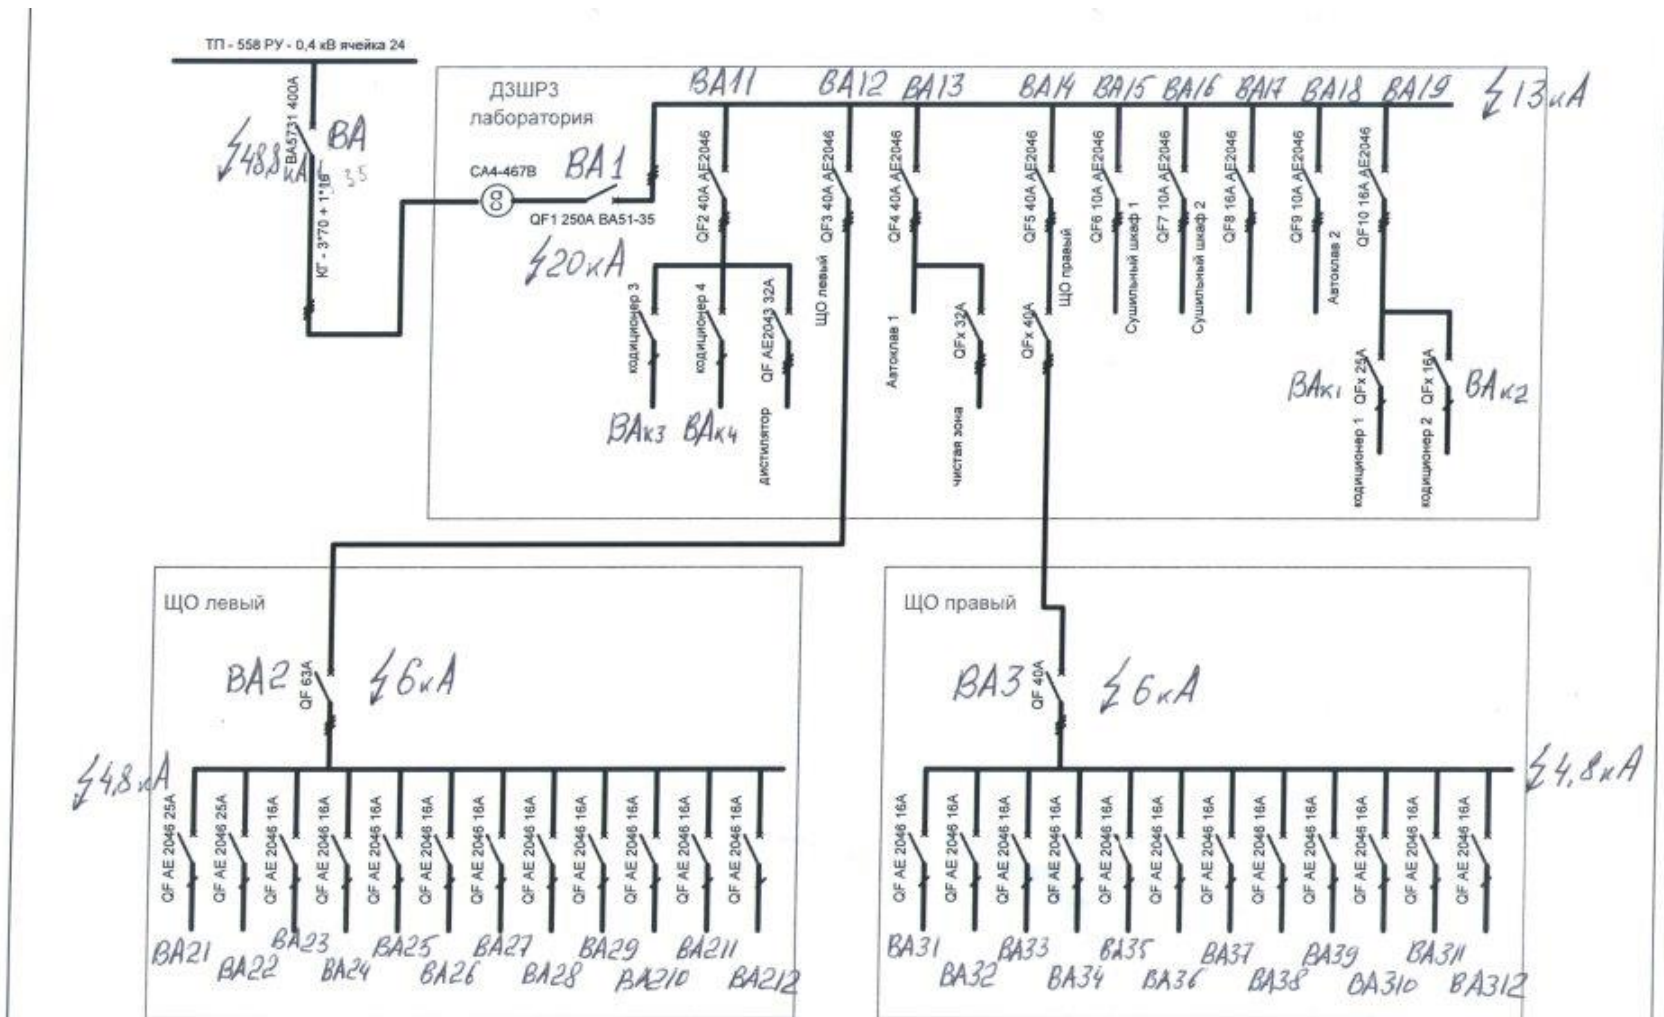 ТП - 558 РУ - 0,4 кВ ячейка 24
ВА5731 400А
ВА
48,8 кА
35
КГ - 3*70 + 1*16
ДЗШР3
лаборатория
СА4-467В
ВА1
QF1 250А ВА51-35
20кА
13кА
ВА11
ВА12
ВА13
ВА14
ВА15
ВА16
ВА17
ВА18
ВА19
QF2 40А АЕ2046
QF3 40А АЕ2046
QF4 40А АЕ2046
QF5 40А АЕ2046
QF6 10А АЕ2046
QF7 10А АЕ2046
QF8 16А АЕ2046
QF9 10А АЕ2046
QF10 16А АЕ2046
кодиционер 3
кодиционер 4
QF АЕ2043 32А
дистилятор
ВАк3
ВАк4
ЩО левый
Автоклав 1
QFх 32А
чистая зона
QFх 40А
ЩО правый
Сушильный шкаф 1
Сушильный шкаф 2
Автоклав 2
ВАк1
кодиционер 1 QFх 25А
кодиционер 2 QFх 16А
ВАк2
ЩО левый
ВА2
QF 63А
6кА
4,8кА
QF АЕ 2046 25А
QF АЕ 2046 25А
QF АЕ 2046 16А
QF АЕ 2046 16А
QF АЕ 2046 16А
QF АЕ 2046 16А
QF АЕ 2046 16А
QF АЕ 2046 16А
QF АЕ 2046 16А
QF АЕ 2046 16А
QF АЕ 2046 16А
QF АЕ 2046 16А
ВА21
ВА22
ВА23
ВА24
ВА25
ВА26
ВА27
ВА28
ВА29
ВА210
ВА211
ВА212
ЩО правый
ВА3
QF 40А
6кА
4,8кА
QF АЕ 2046 16А
QF АЕ 2046 16А
QF АЕ 2046 16А
QF АЕ 2046 16А
QF АЕ 2046 16А
QF АЕ 2046 16А
QF АЕ 2046 16А
QF АЕ 2046 16А
QF АЕ 2046 16А
QF АЕ 2046 16А
QF АЕ 2046 16А
QF АЕ 2046 16А
ВА31
ВА32
ВА33
ВА34
ВА35
ВА36
ВА37
ВА38
ВА39
ВА310
ВА311
ВА312